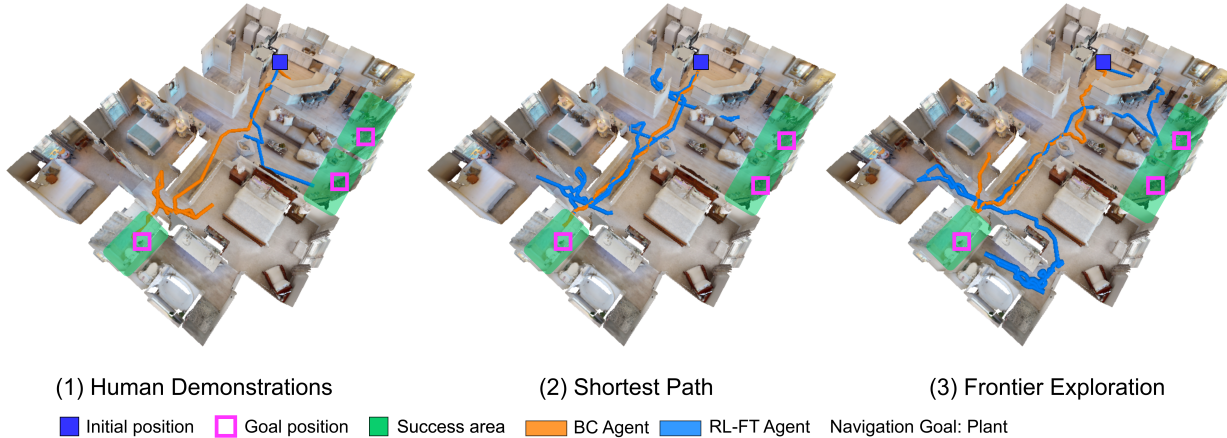 (1) Human Demonstrations
(2) Shortest Path
(3) Frontier Exploration
Initial position
Goal position
Success area
BC Agent
RL-FT Agent
Navigation Goal: Plant